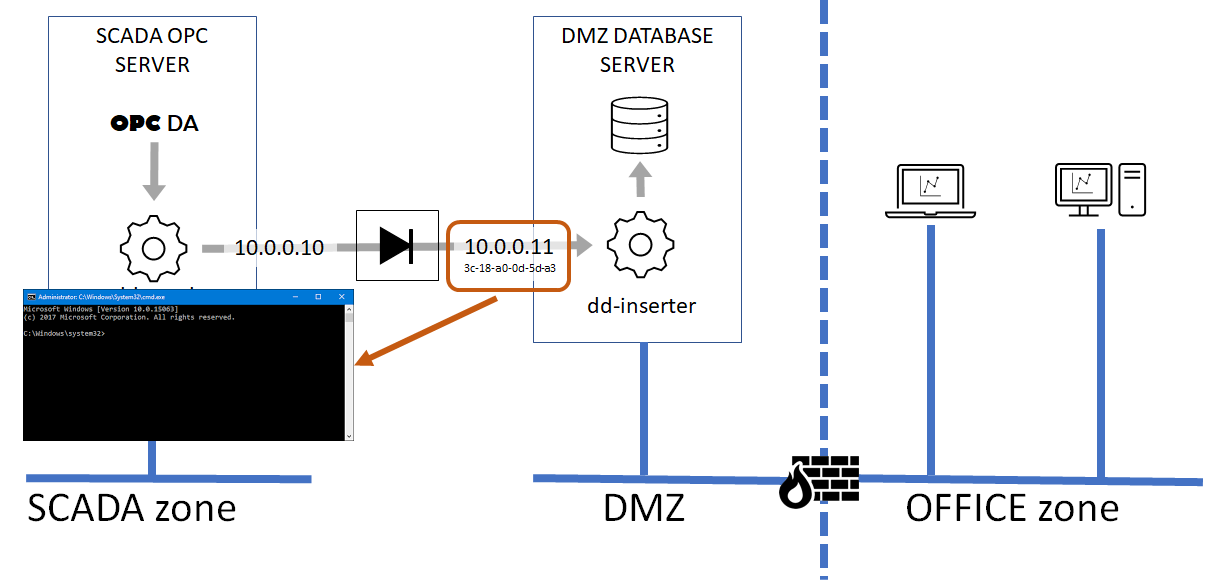 SCADA OPC
SERVER
OPC DA
10.0.0.10
DMZ DATABASE
SERVER
10.0.0.11
3c-18-a0-0d-5d-a3
dd-inserter
Administrator: C:\Windows\System32\cmd.exe
Microsoft Windows [Version 10.0.15063]
(c) 2017 Microsoft Corporation. All rights reserved.
C:\Windows\system32>
SCADA zone
DMZ
OFFICE zone